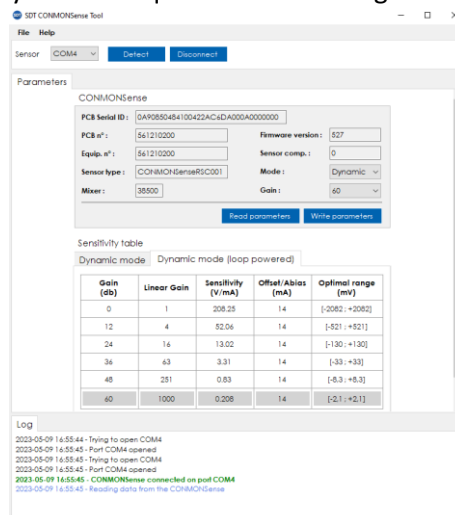 SDT CONMONSense Tool
File Help
Sensor COM4 Detect Disconnect
Parameters
CONMONSense
PCB Serial ID : 0A90850484100422AC6DA000A0000000
PCB n° : 561210200 Firmware version : 527
Equip. n° : 561210200 Sensor comp. : 0
Sensor type : CONMONSenseRSC001 Mode : Dynamic
Mixer : 38500 Gain : 60
Read parameters Write parameters
Sensitivity table
Dynamic mode Dynamic mode (loop powered)
Gain (db) Linear Gain Sensitivity (V/mA) Offset/Abias (mA) Optimal range (mV)
0 1 208.25 14 [-2082 ; +2082]
12 4 52.06 14 [-521 ; +521]
24 16 13.02 14 [-130 ; +130]
36 63 3.31 14 [-33 ; +33]
48 251 0.83 14 [-8.3 ; +8.3]
60 1000 0.208 14 [-2.1 ; +2.1]
Log
2023-05-09 16:55:44 - Trying to open COM4
2023-05-09 16:55:45 - Port COM4 opened
2023-05-09 16:55:45 - Trying to open COM4
2023-05-09 16:55:45 - Port COM4 opened
2023-05-09 16:55:45 - CONMONSense connected on port COM4
2023-05-09 16:55:45 - Reading data from the CONMONSense